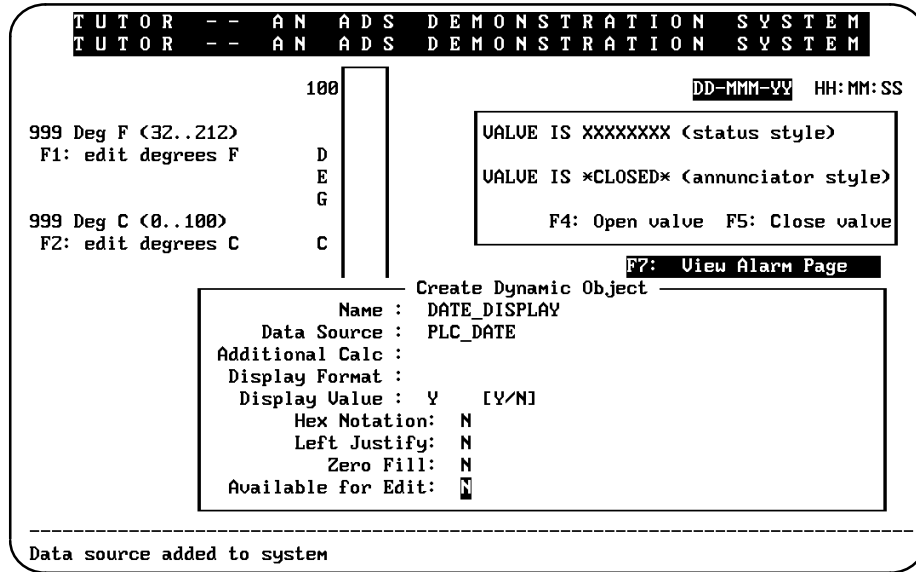 T U T O R - - A N A D S D E M O N S T R A T I O N S Y S T E M
T U T O R - - A N A D S D E M O N S T R A T I O N S Y S T E M
100
DD-MMM-YY HH:MM:SS
999 Deg F (32..212)
F1: edit degrees F
D
E
G
C
999 Deg C (0..100)
F2: edit degrees C
VALUE IS XXXXXXXX (status style)
VALUE IS *CLOSED* (annunciator style)
F4: Open value F5: Close value
F7: View Alarm Page
Create Dynamic Object
Name : DATE_DISPLAY
Data Source : PLC_DATE
Additional Calc :
Display Format :
Display Value : Y [Y/N]
Hex Notation: N
Left Justify: N
Zero Fill: N
Available for Edit: N
Data source added to system